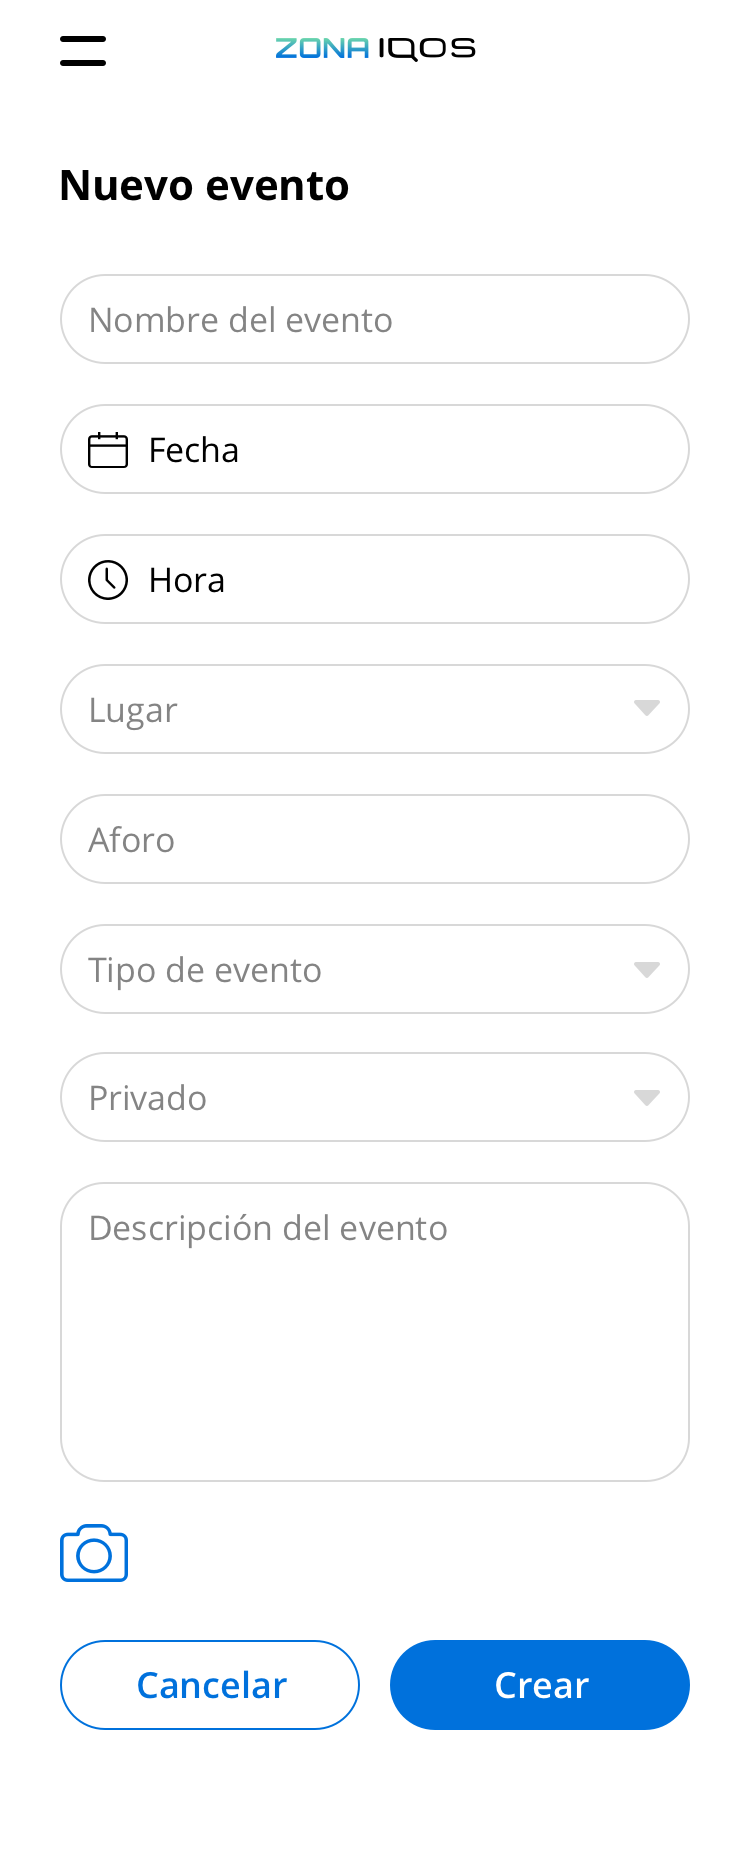 ZONA IQOS
Nuevo evento
Nombre del evento
Fecha
Hora
Lugar
Aforo
Tipo de evento
Privado
Descripción del evento
Cancelar
Crear